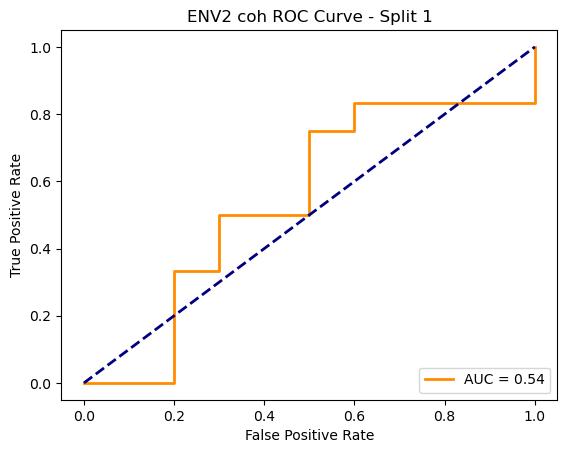 ENV2 coh ROC Curve - Split 1
True Positive Rate
1.0
0.8
0.6
0.4
0.2
0.0
AUC = 0.54
0.0 0.2 0.4 0.6 0.8 1.0
False Positive Rate